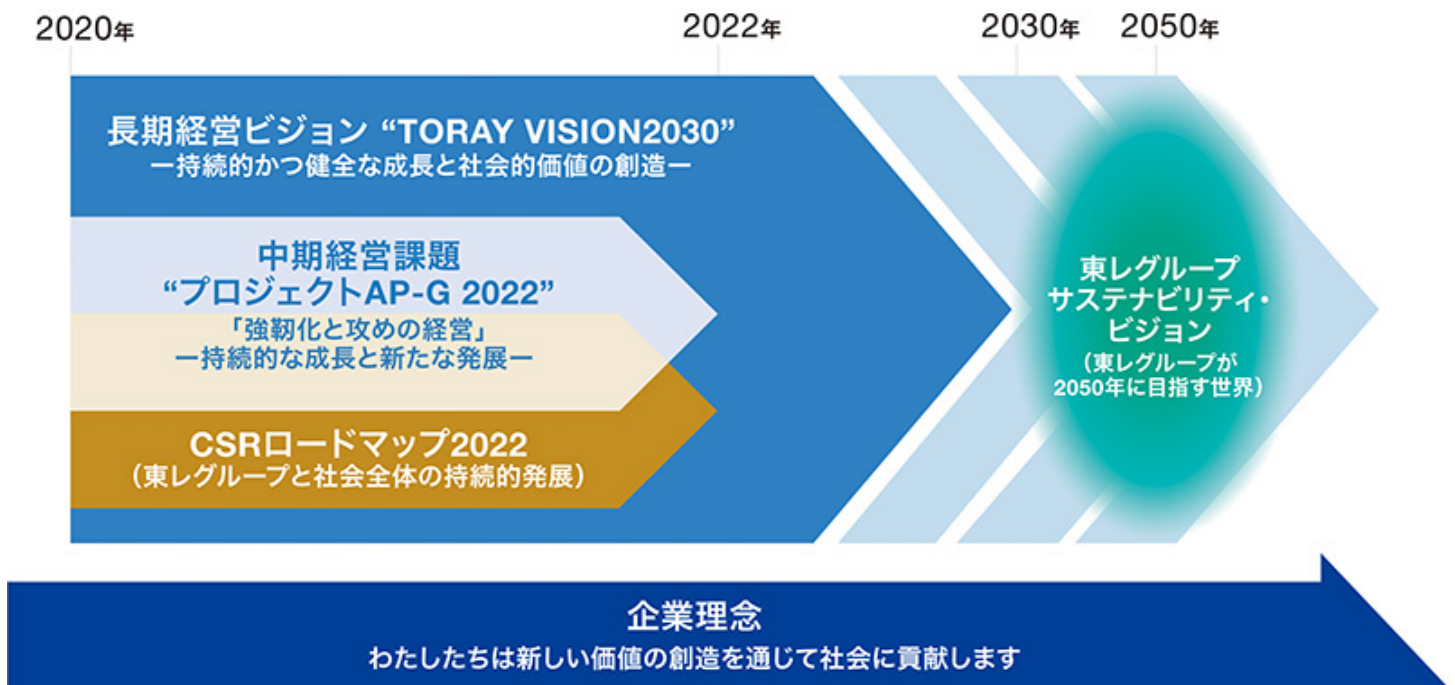 2020年
2022年
2030年
2050年
長期経営ビジョン “TORAY VISION2030”
ー持続的かつ健全な成長と社会的価値の創造ー
中期経営課題
“プロジェクトAP-G 2022”
「強靭化と攻めの経営」
ー持続的な成長と新たな発展ー
CSRロードマップ2022
（東レグループと社会全体の持続的発展）
東レグループ
サステナビリティ・
ビジョン
（東レグループが
2050年に目指す世界）
企業理念
わたしたちは新しい価値の創造を通じて社会に貢献します